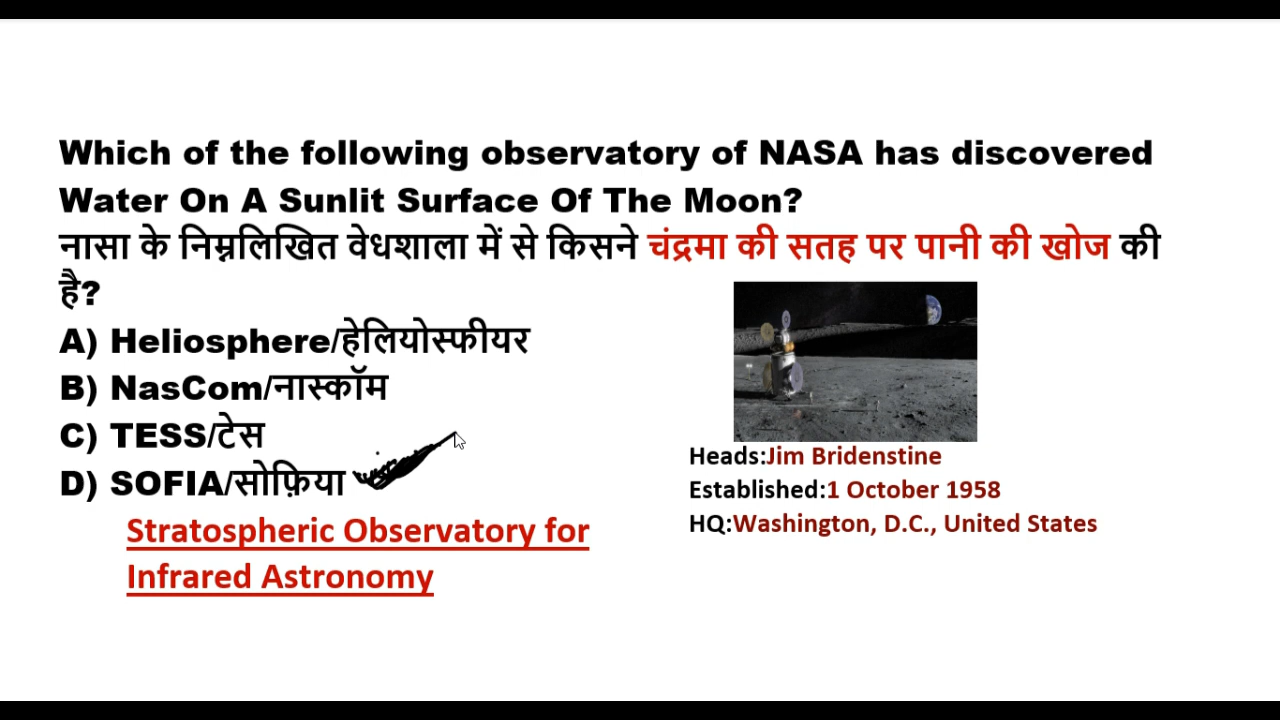 Which of the following observatory of NASA has discovered
Water On A Sunlit Surface Of The Moon?
नासा के निम्नलिखित वेधशाला में से किसने चंद्रमा की सतह पर पानी की खोज की
है?
A) Heliosphere/हेलियोस्फीयर
B) NasCom/नास्कॉम
C) TESS/टेस
D) SOFIA/सोफ़िया
Stratospheric Observatory for
Infrared Astronomy
Heads:Jim Bridenstine
Established:1 October 1958
HQ:Washington, D.C., United States